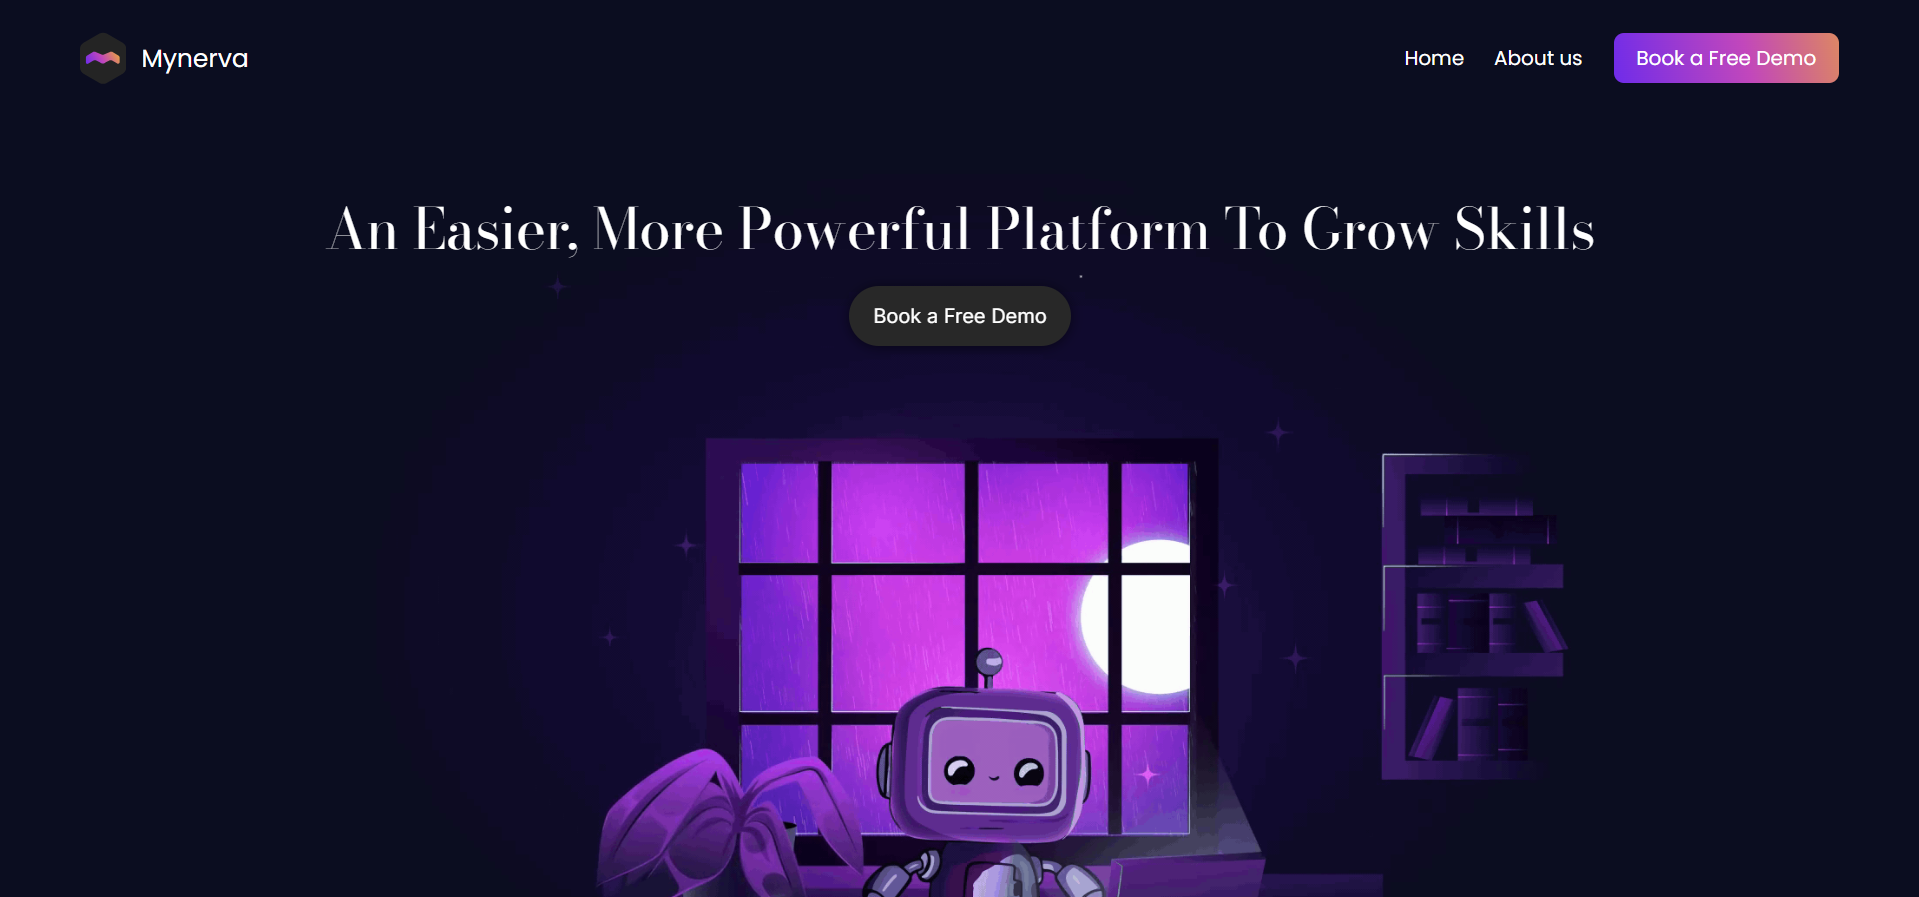 Mynerva
Home
About us
Book a Free Demo
An Easier, More Powerful Platform To Grow Skills
Book a Free Demo